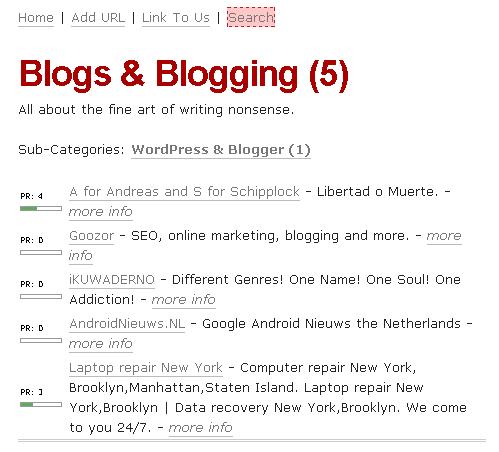 Home | Add URL | Link To Us | Search
Blogs & Blogging (5)
All about the fine art of writing nonsense.
Sub-Categories: WordPress & Blogger (1)
PR: 4
A for Andreas and S for Schipplock – Libertad o Muerte. –
more info
PR: 0
Goozor – SEO, online marketing, blogging and more. – more
info
PR: 0
iKUWADERNO – Different Genres! One Name! One Soul! One
Addiction! – more info
PR: 0
AndroidNieuws.NL – Google Android Nieuws the Netherlands –
more info
PR: 3
Laptop repair New York – Computer repair New York,
Brooklyn,Manhattan,Staten Island. Laptop repair New
York,Brooklyn | Data recovery New York,Brooklyn. We come
to you 24/7. – more info